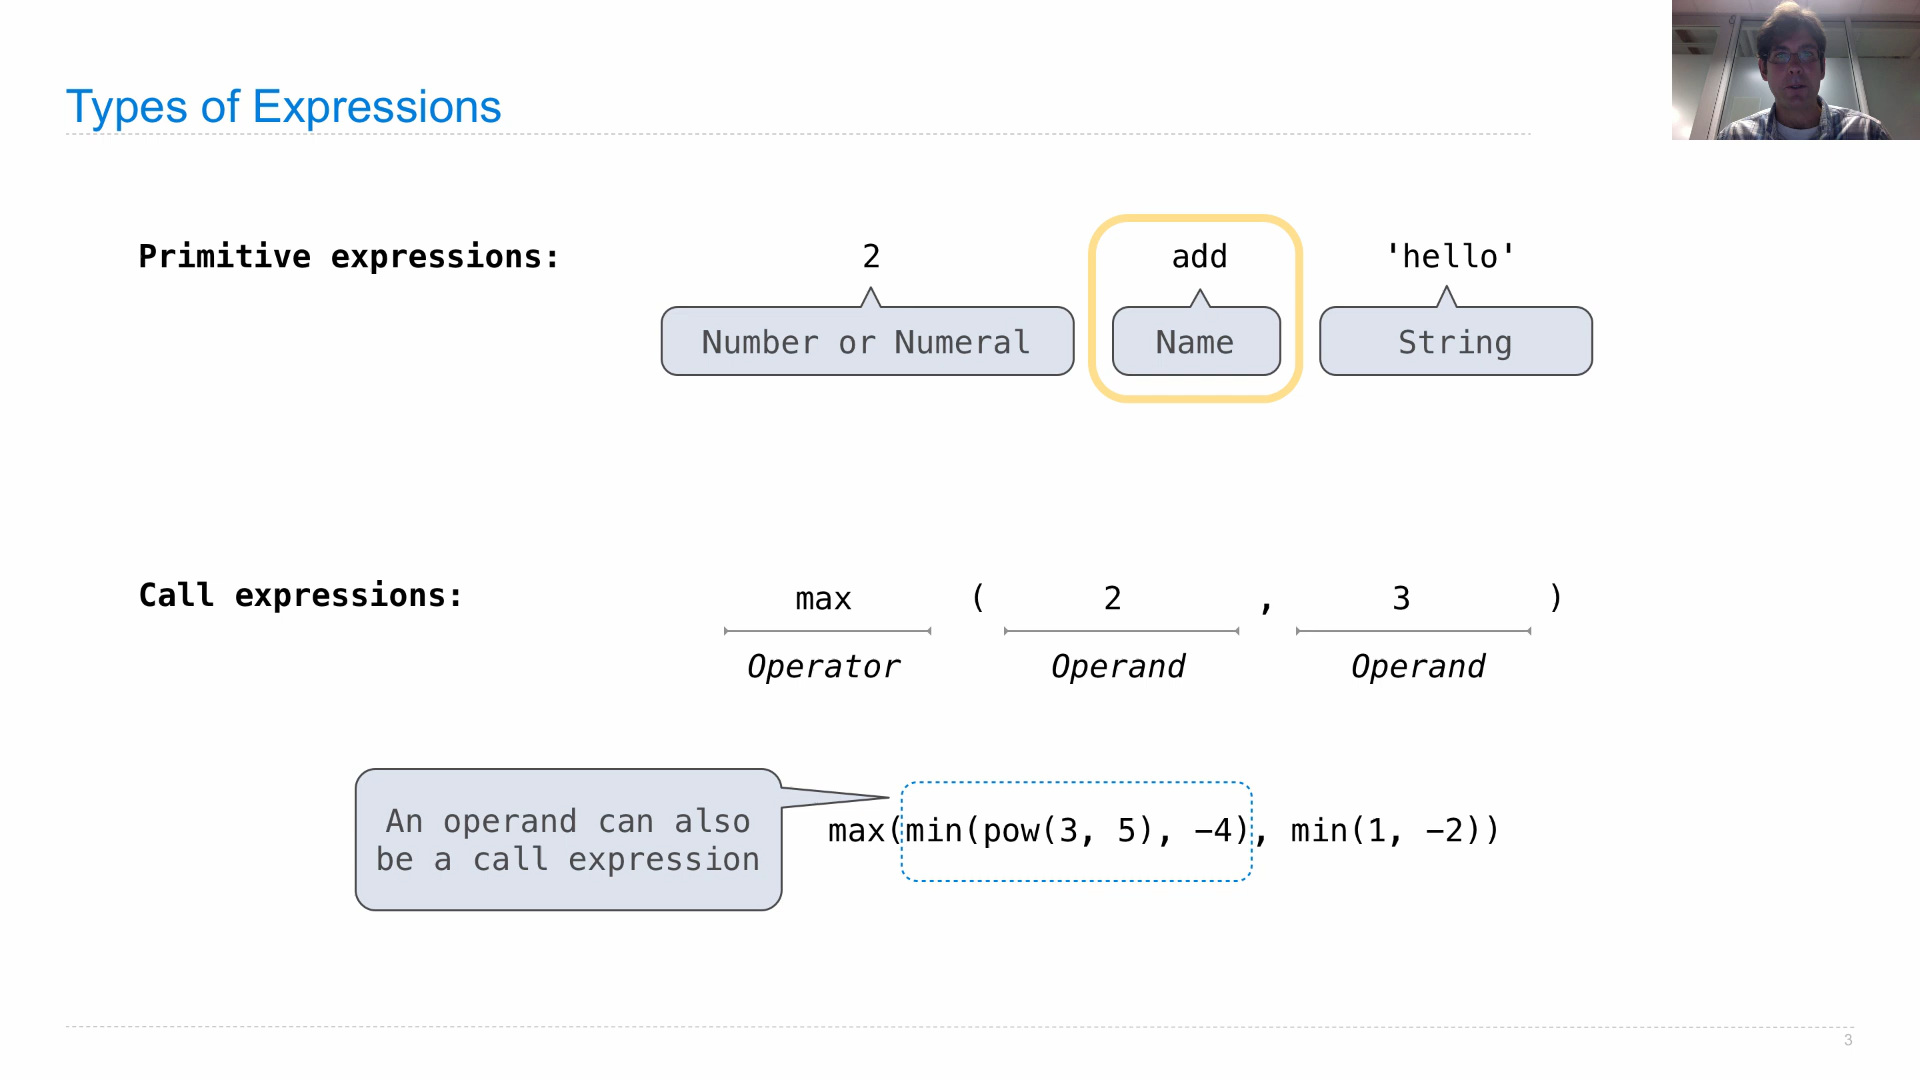 Types of Expressions
Primitive expressions:
2
add
'hello'
Number or Numeral
Name
String
Call expressions:
max ( 2 , 3 )
Operator
Operand
Operand
An operand can also
be a call expression
max(min(pow(3, 5), −4), min(1, −2))
3